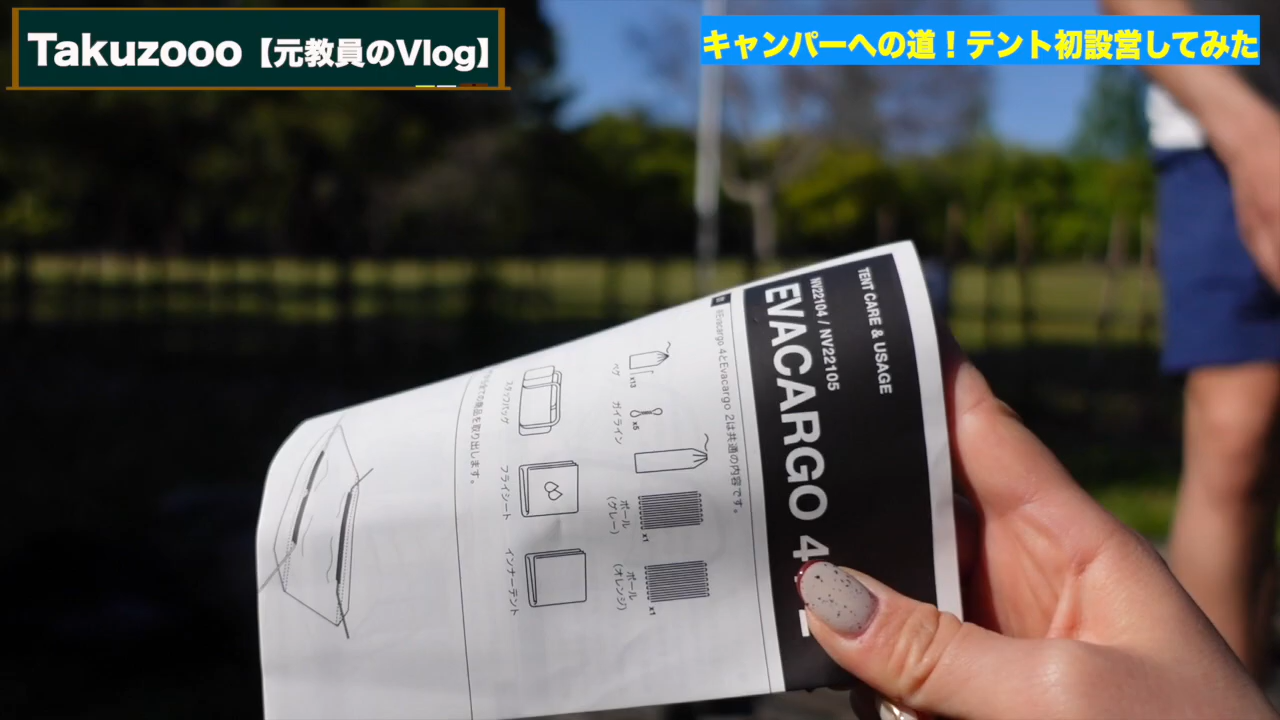 Takuzooo【元教員のVlog】
キャンパーへの道！テント初設営してみた
TENT CARE & USAGE
NV22104 / NV22105
EVACARGO 4
Evacargo 4とEvacargo 2は共通の内容です。
ペグ x13
ガイライン x5
ポール
(グレー) x1
ポール
(オレンジ) x1
スタッフバッグ
フライシート
インナーテント
の商品を取り出します。